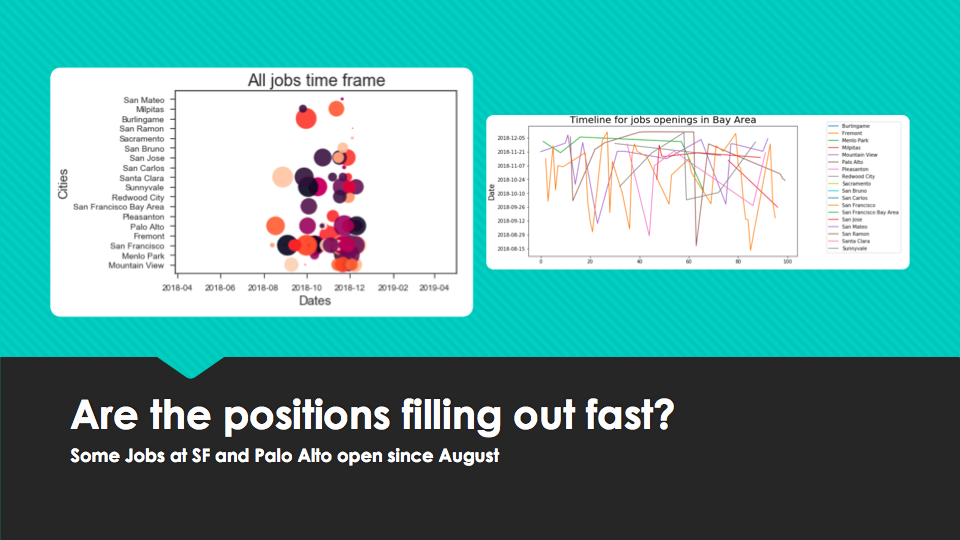 All jobs time frame
San Mateo
Milpitas
Burlingame
San Ramon
Sacramento
San Bruno
San Jose
San Carlos
Santa Clara
Sunnyvale
Redwood City
San Francisco Bay Area
Pleasanton
Palo Alto
Fremont
San Francisco
Menlo Park
Mountain View
Cities
2018-04 2018-06 2018-08 2018-10 2018-12 2019-02 2019-04
Dates
Timeline for jobs openings in Bay Area
2018-12-05
2018-11-21
2018-11-07
2018-10-24
2018-10-10
2018-09-26
2018-09-12
2018-08-29
2018-08-15
Date
0 20 40 60 80 100
Burlingame
Fremont
Menlo Park
Milpitas
Mountain View
Palo Alto
Pleasanton
Redwood City
Sacramento
San Bruno
San Carlos
San Francisco
San Francisco Bay Area
San Jose
San Mateo
San Ramon
Santa Clara
Sunnyvale
Are the positions filling out fast?
Some Jobs at SF and Palo Alto open since August